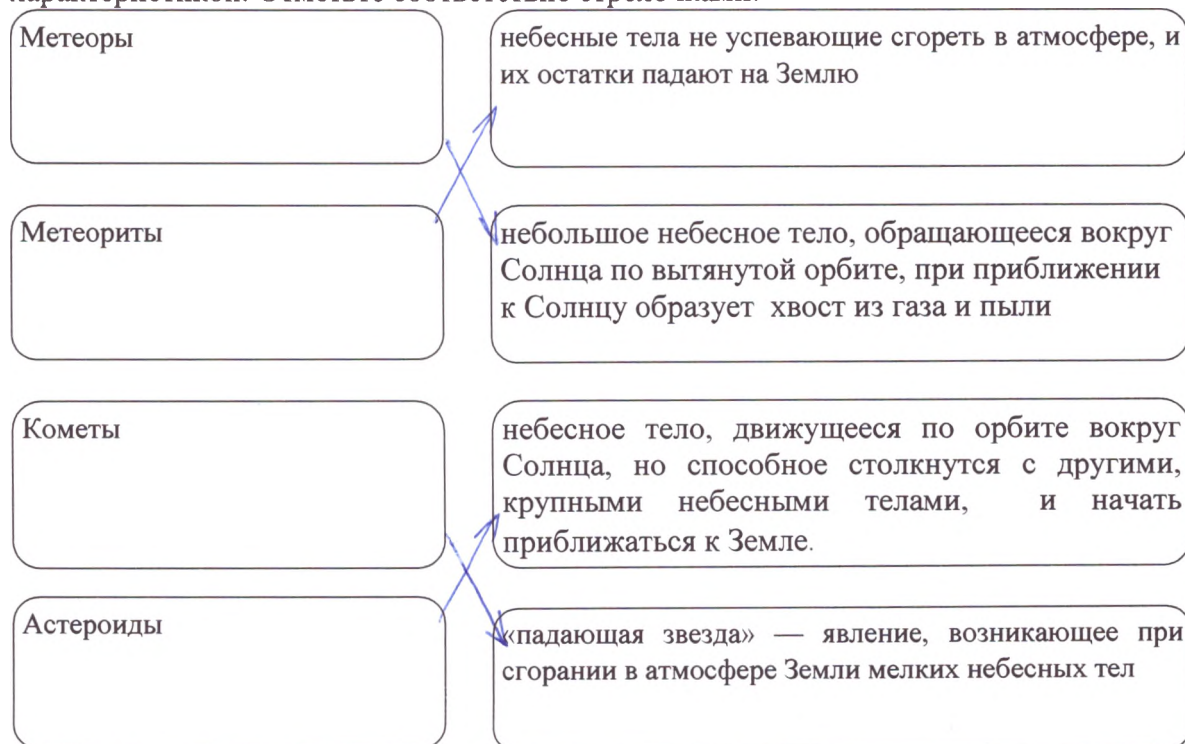 Метеоры
небесные тела не успевающие сгореть в атмосфере, и
их остатки падают на Землю
Метеориты
небольшое небесное тело, обращающееся вокруг
Солнца по вытянутой орбите, при приближении
к Солнцу образует хвост из газа и пыли
Кометы
небесное тело, движущееся по орбите вокруг
Солнца, но способное столкнутся с другими,
крупными небесными телами, и начать
приближаться к Земле.
Астероиды
«падающая звезда» — явление, возникающее при
сгорании в атмосфере Земли мелких небесных тел